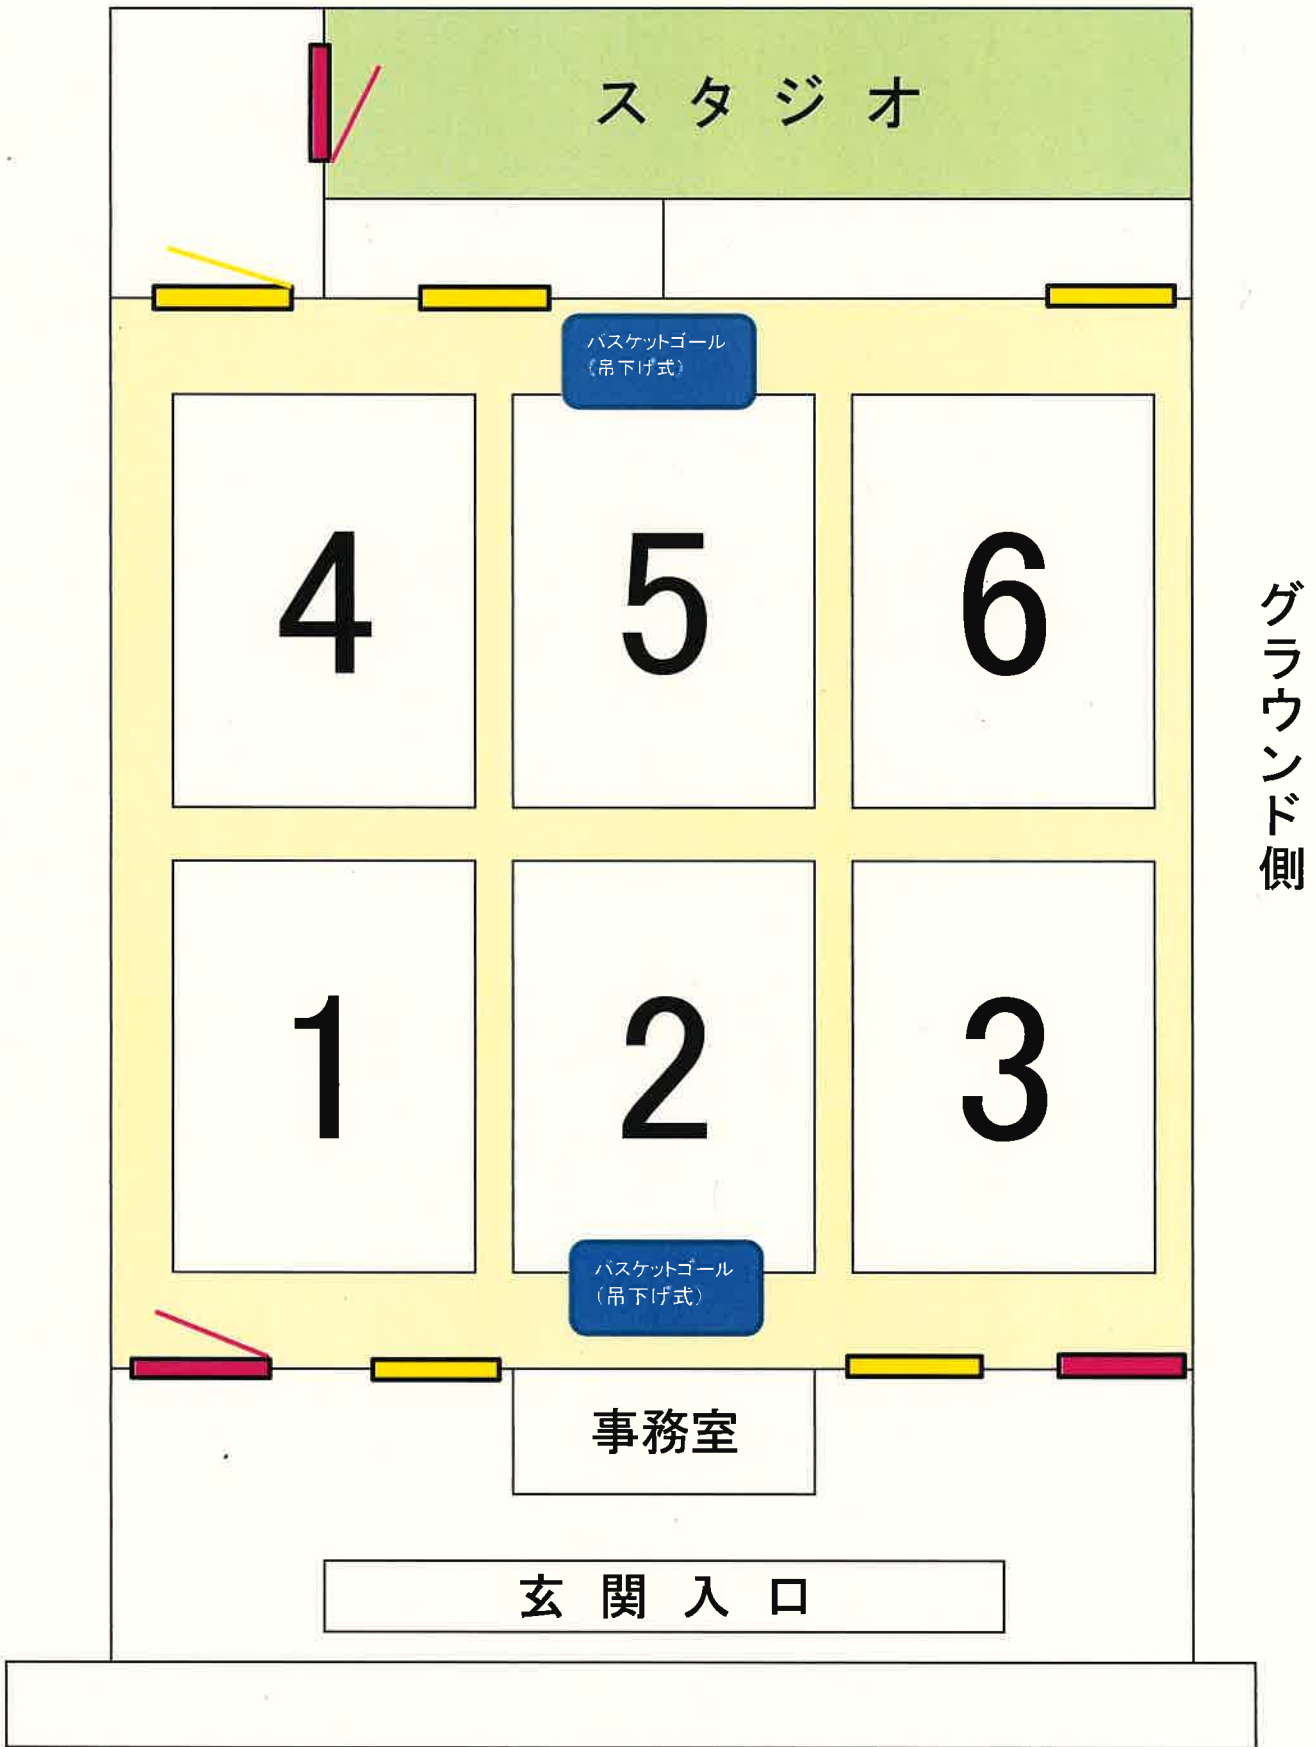 スタジオ
バスケットゴール
(吊下げ式)
4
5
6
グラウンド側
1
2
3
バスケットゴール
(吊下げ式)
事務室
玄関入口